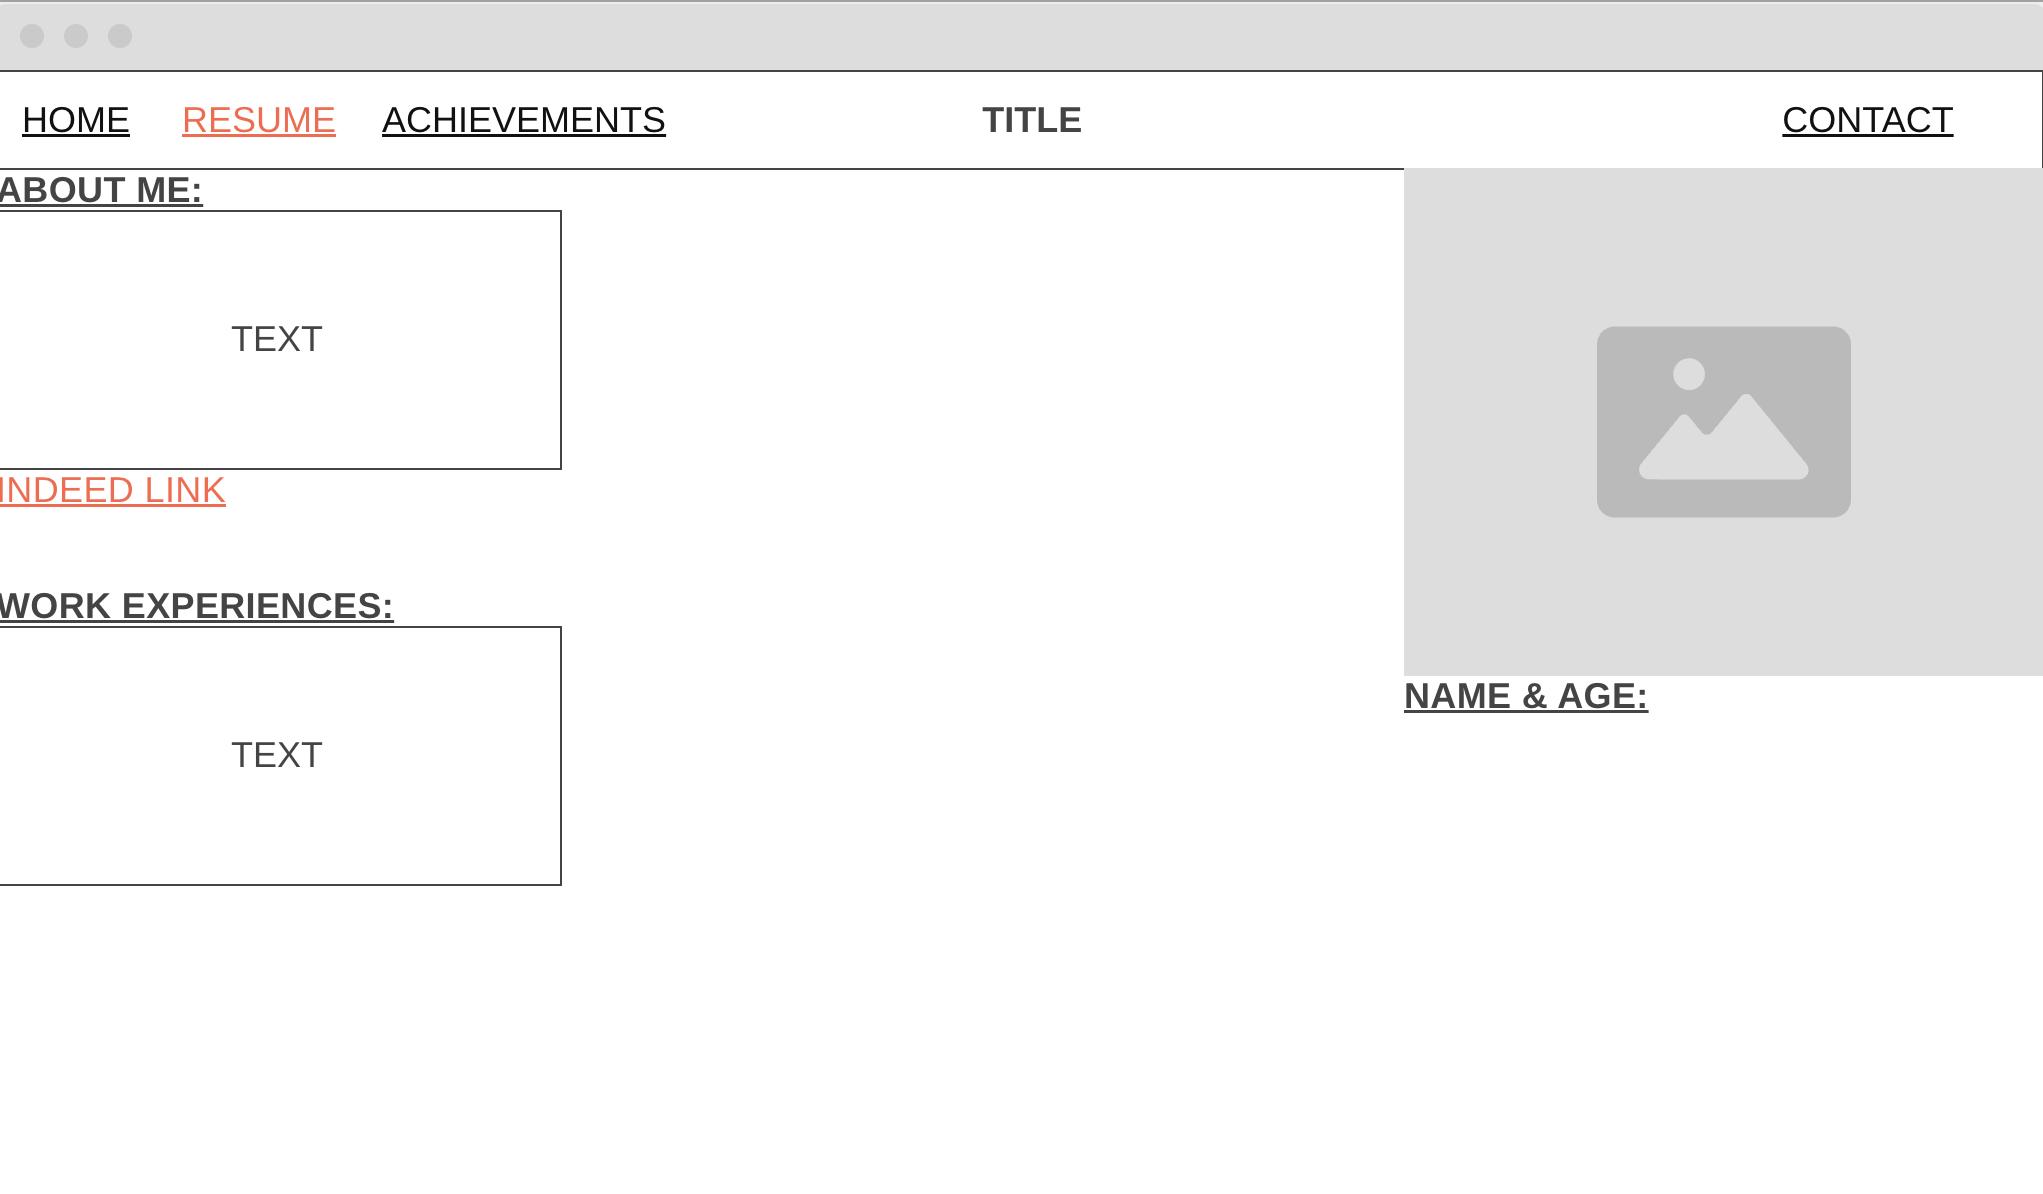 HOME RESUME ACHIEVEMENTS TITLE CONTACT
ABOUT ME:
TEXT
INDEED LINK
WORK EXPERIENCES:
TEXT
NAME & AGE: